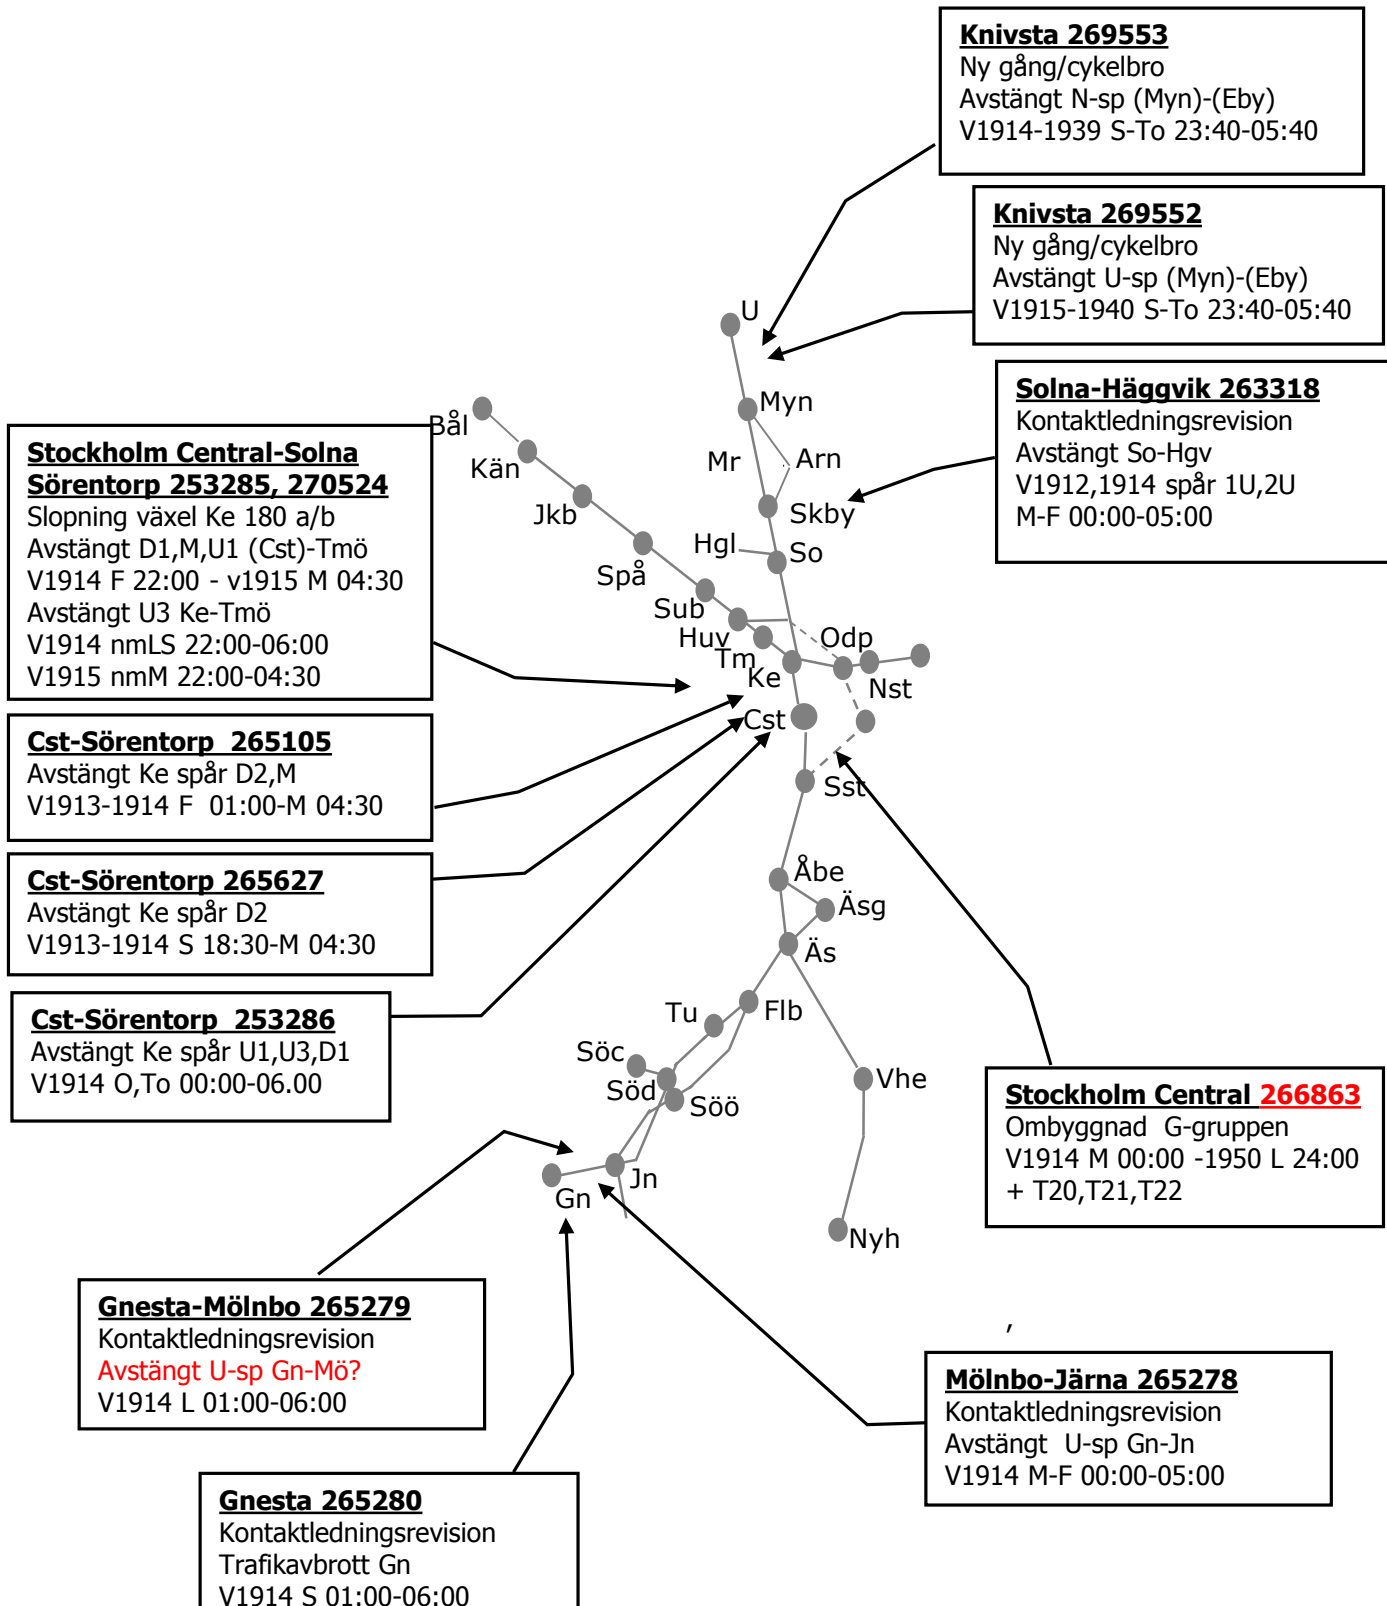 Knivsta 269553
Ny gång/cykelbro
Avstängt N-sp (Myn)-(Eby)
V1914-1939 S-To 23:40-05:40
Knivsta 269552
Ny gång/cykelbro
Avstängt U-sp (Myn)-(Eby)
V1915-1940 S-To 23:40-05:40
Solna-Häggvik 263318
Kontaktledningsrevision
Avstängt So-Hgv
V1912,1914 spår 1U,2U
M-F 00:00-05:00
Stockholm Central-Solna
Sörentorp 253285, 270524
Slopning växel Ke 180 a/b
Avstängt D1,M,U1 (Cst)-Tmö
V1914 F 22:00 - v1915 M 04:30
Avstängt U3 Ke-Tmö
V1914 nmLS 22:00-06:00
V1915 nmM 22:00-04:30
Cst-Sörentorp 265105
Avstängt Ke spår D2,M
V1913-1914 F 01:00-M 04:30
Cst-Sörentorp 265627
Avstängt Ke spår D2
V1913-1914 S 18:30-M 04:30
Cst-Sörentorp 253286
Avstängt Ke spår U1,U3,D1
V1914 O,To 00:00-06.00
U
Myn
Bål
Kän
Mr
Arn
Jkb
Skby
Hgl
So
Spå
Sub
Huv
Odp
Tm
Ke
Nst
Cst
Sst
Åbe
Äsg
Äs
Tu
Flb
Söc
Söd
Söö
Vhe
Jn
Gn
Nyh
Stockholm Central 266863
Ombyggnad G-gruppen
V1914 M 00:00 -1950 L 24:00
+ T20,T21,T22
Gnesta-Mölnbo 265279
Kontaktledningsrevision
Avstängt U-sp Gn-Mö?
V1914 L 01:00-06:00
,
Mölnbo-Järna 265278
Kontaktledningsrevision
Avstängt U-sp Gn-Jn
V1914 M-F 00:00-05:00
Gnesta 265280
Kontaktledningsrevision
Trafikavbrott Gn
V1914 S 01:00-06:00